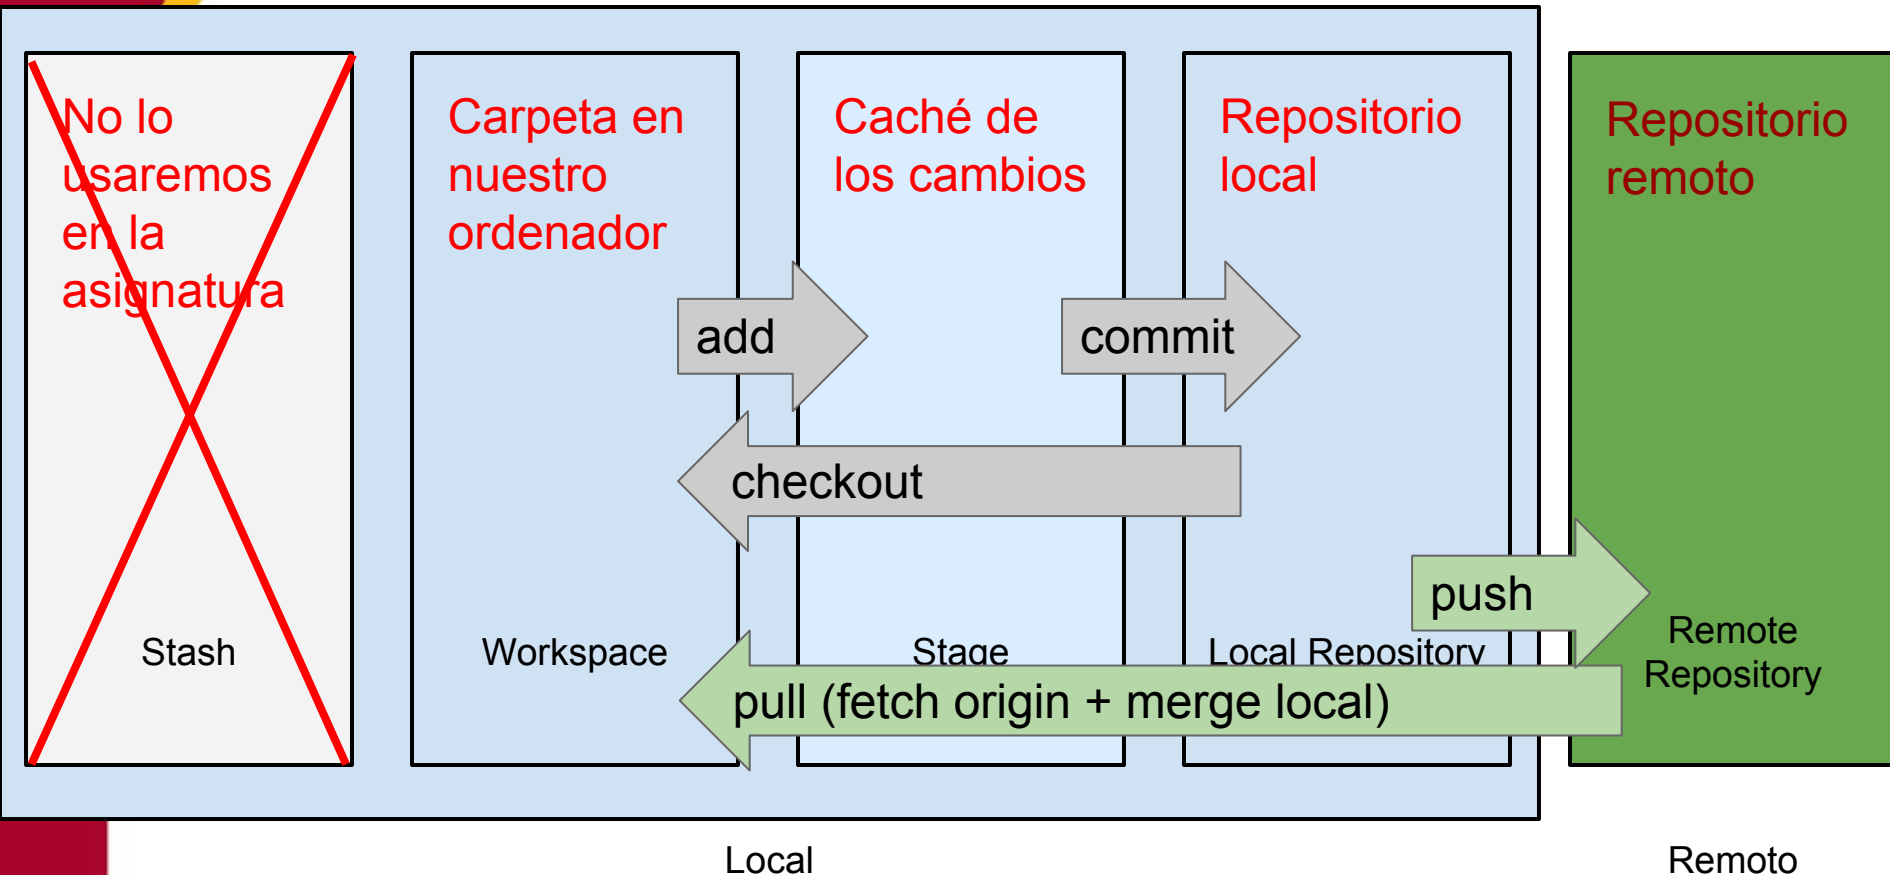 No lo
usaremos
en la
asignatura
Carpeta en
nuestro
ordenador
Caché de
los cambios
Repositorio
local
Repositorio
remoto
add
commit
checkout
push
Stash
Workspace
Stage
Local Repository
Remote
Repository
pull (fetch origin + merge local)
Local
Remoto